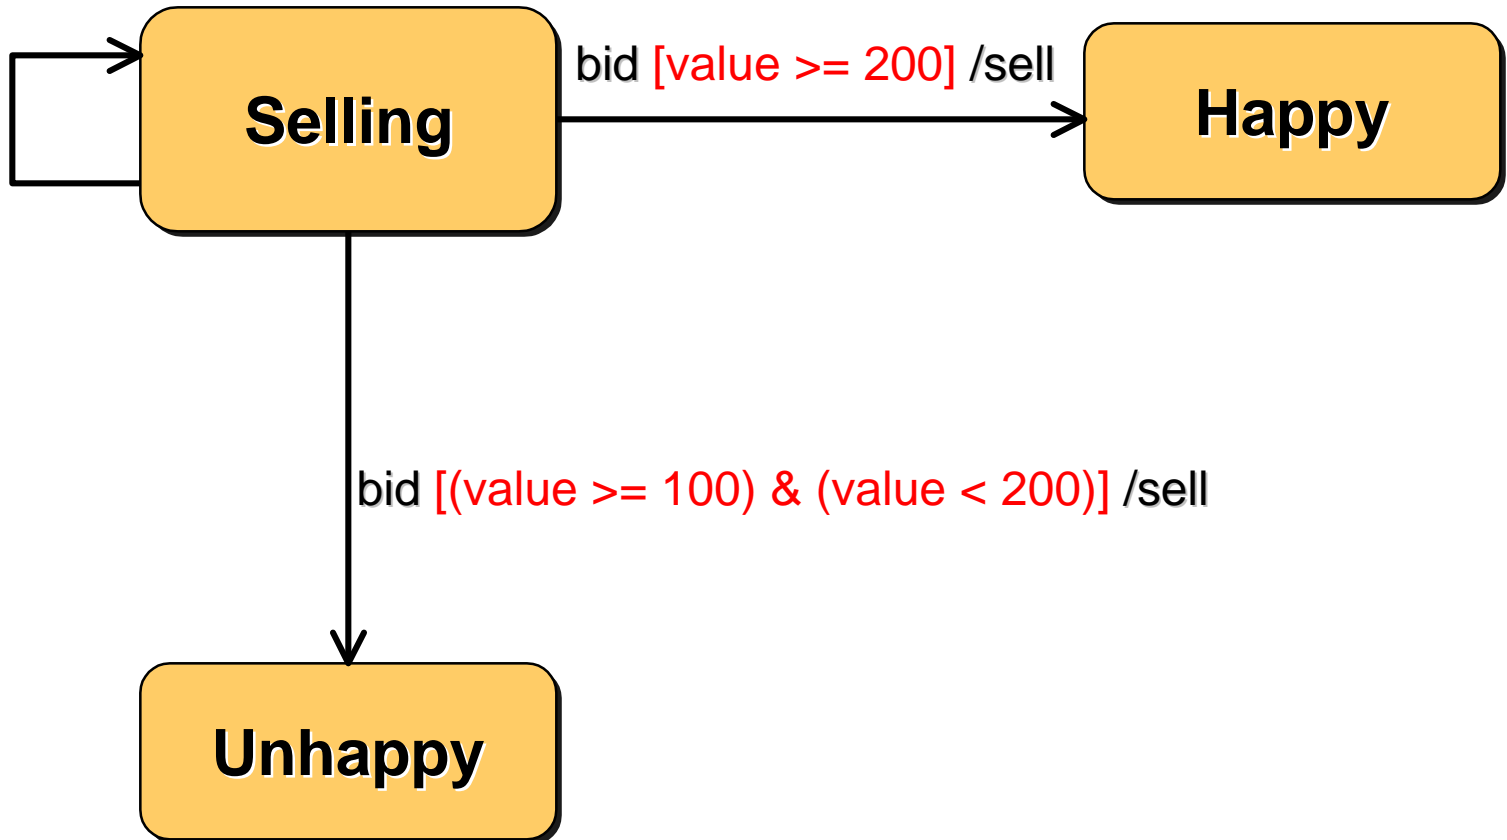 bid [value >= 200] /sell
Selling
Happy
bid [(value >= 100) & (value < 200)] /sell
Unhappy